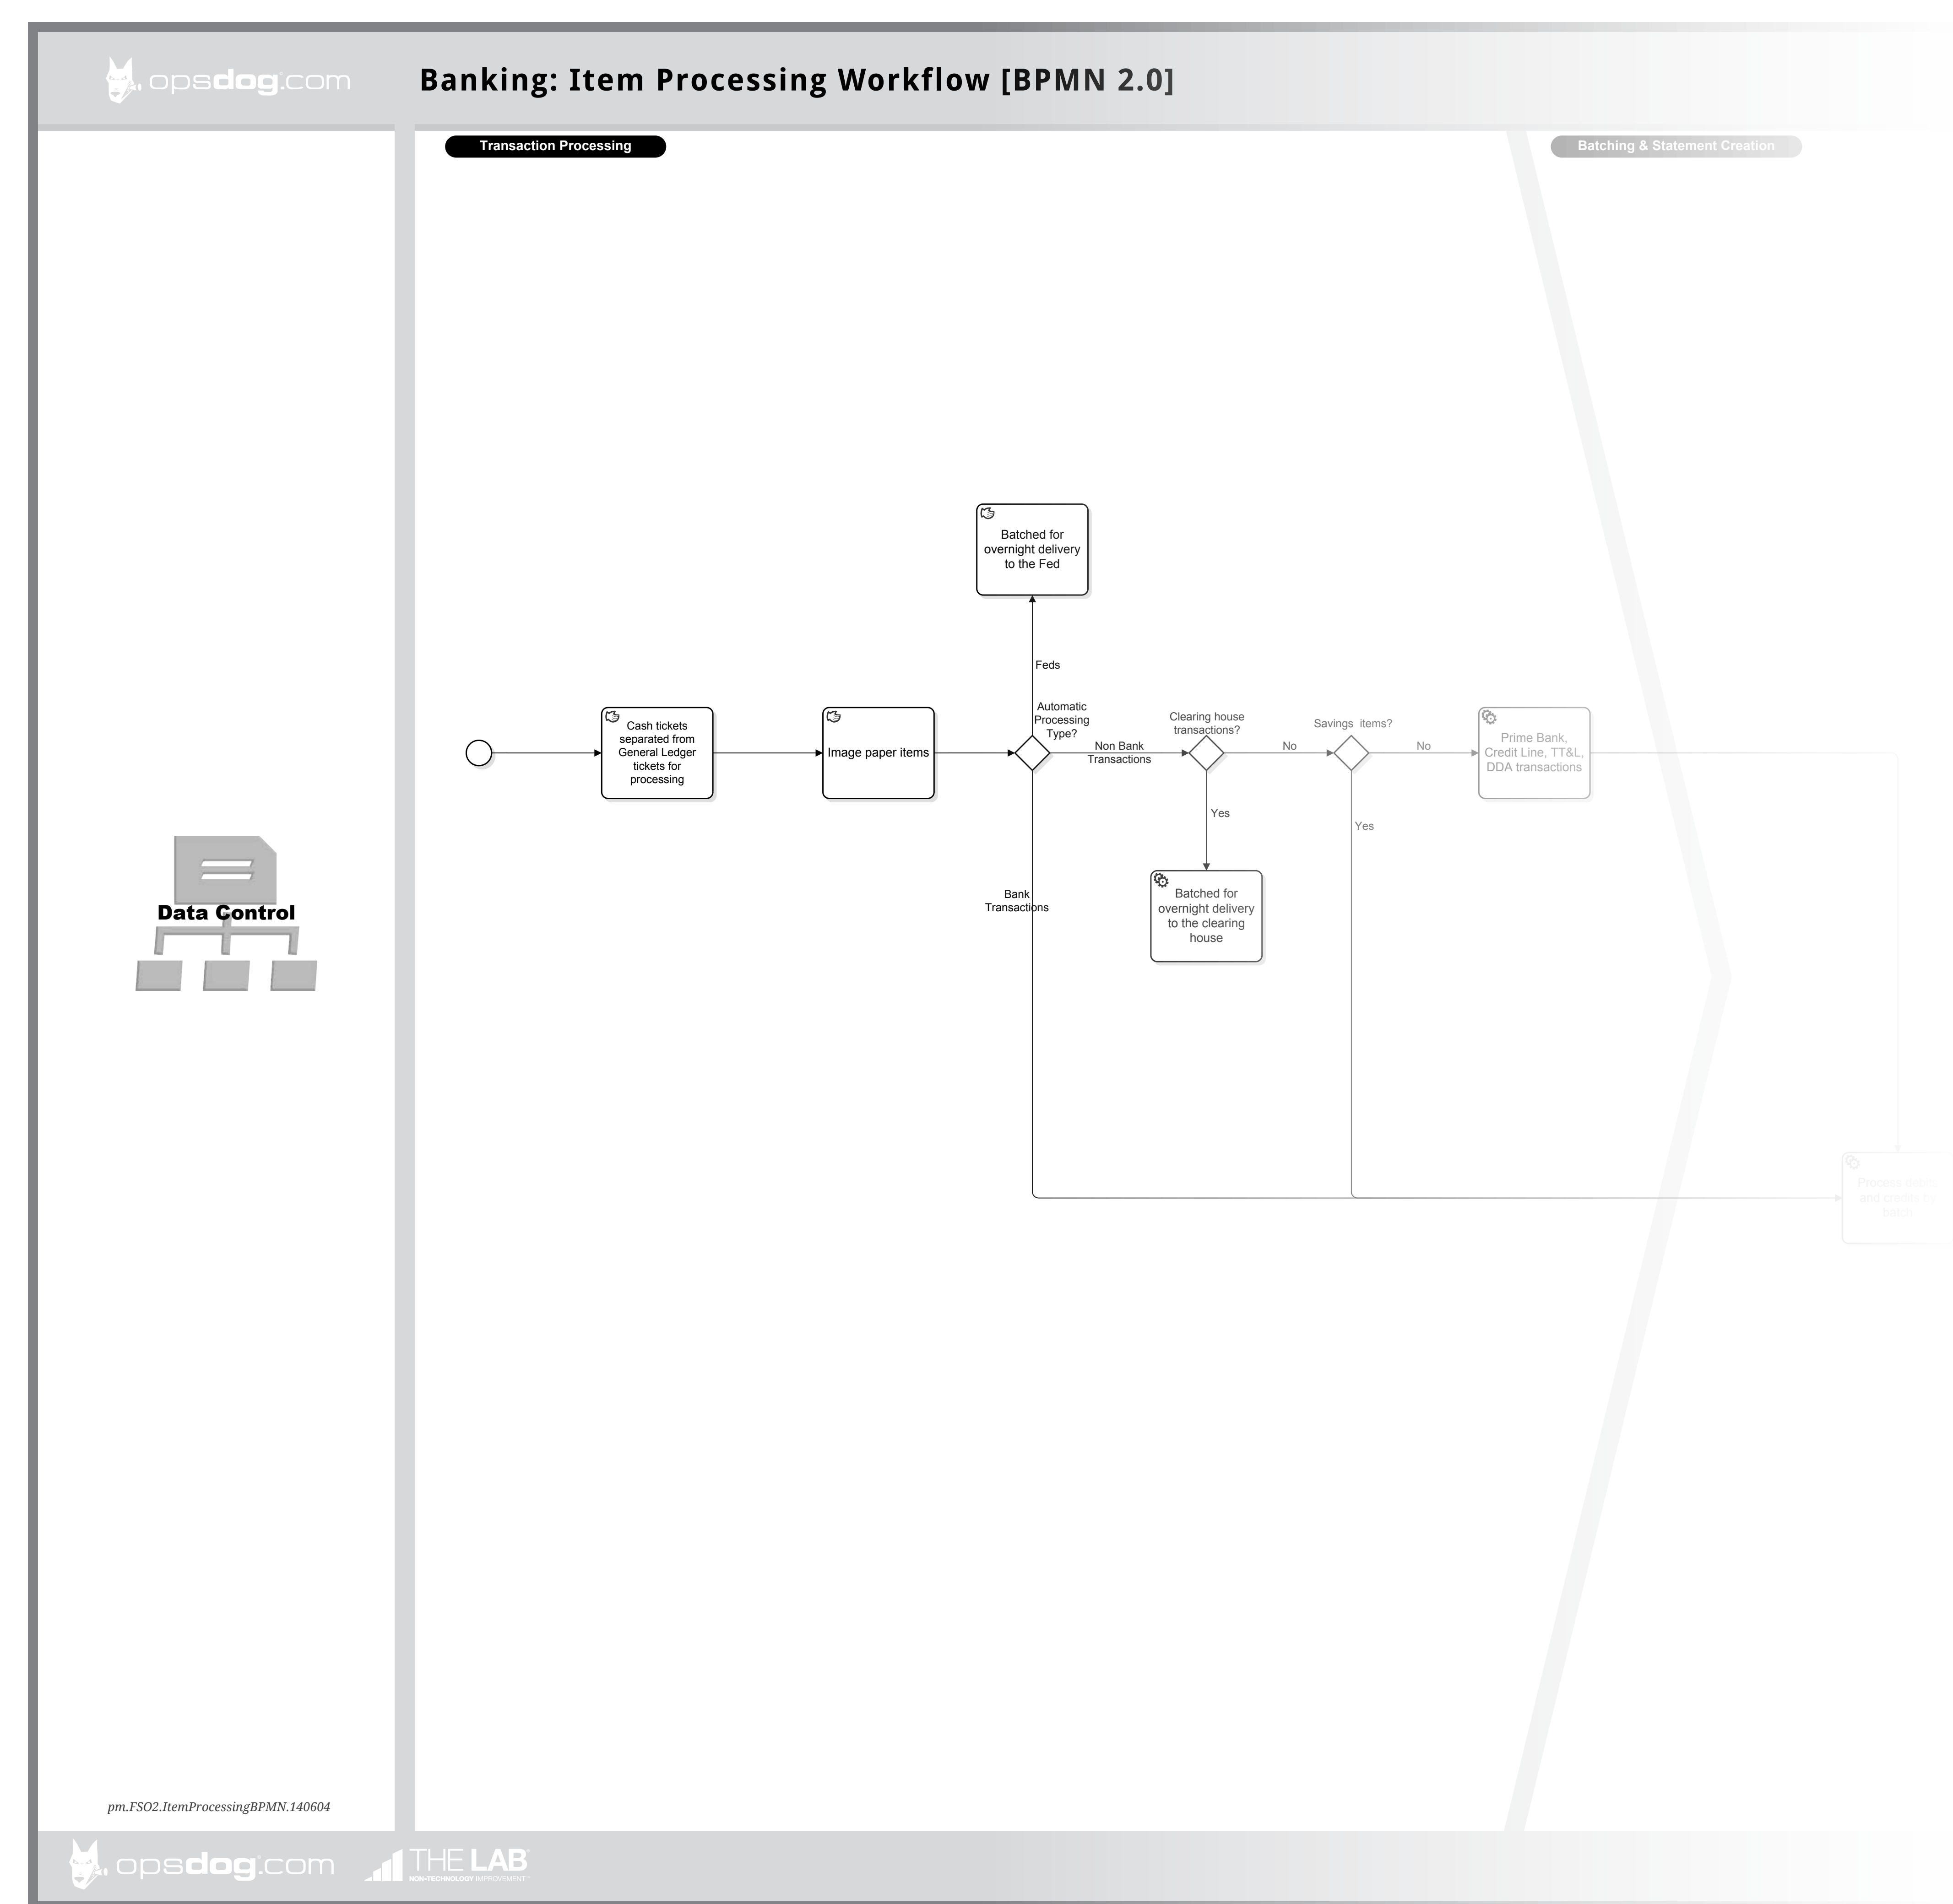 opsdog.com
Banking: Item Processing Workflow [BPMN 2.0]
Transaction Processing
Batching & Statement Creation
Batched for
overnight delivery
to the Fed
Feds
Cash tickets
separated from
General Ledger
tickets for
processing
Image paper items
Automatic
Processing
Type?
Non Bank
Transactions
Clearing house
transactions?
No
Savings items?
No
Prime Bank,
Credit Line, TT&L,
DDA transactions
Yes
Yes
Batched for
overnight delivery
to the clearing
house
Bank
Transactions
Data Control
Process
and
batch
pm.FSO2.ItemProcessingBPMN.140604
opsdog.com
THE LAB
NON-TECHNOLOGY IMPROVEMENT